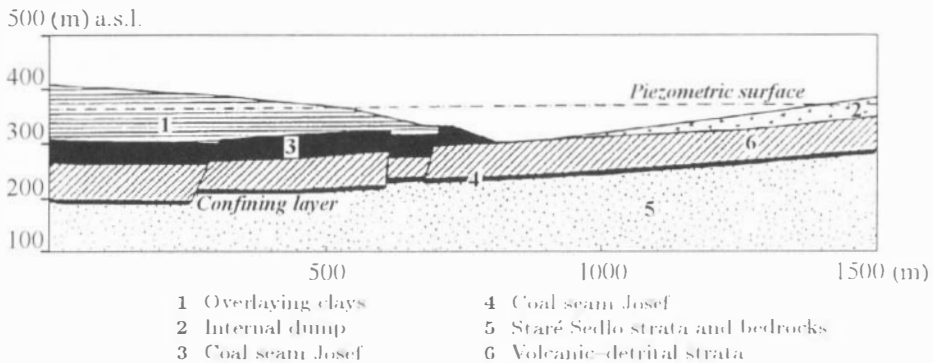 500 (m) a.s.l.
400
300
200
100
Piezometric surface
1
2
3
6
4
Confining layer
5
500
1000
1500 (m)
1 Overlaying clays
2 Internal dump
3 Coal seam Josef
4 Coal seam Josef
5 Staré Sedlo strata and bedrocks
6 Volcanic-detrital strata